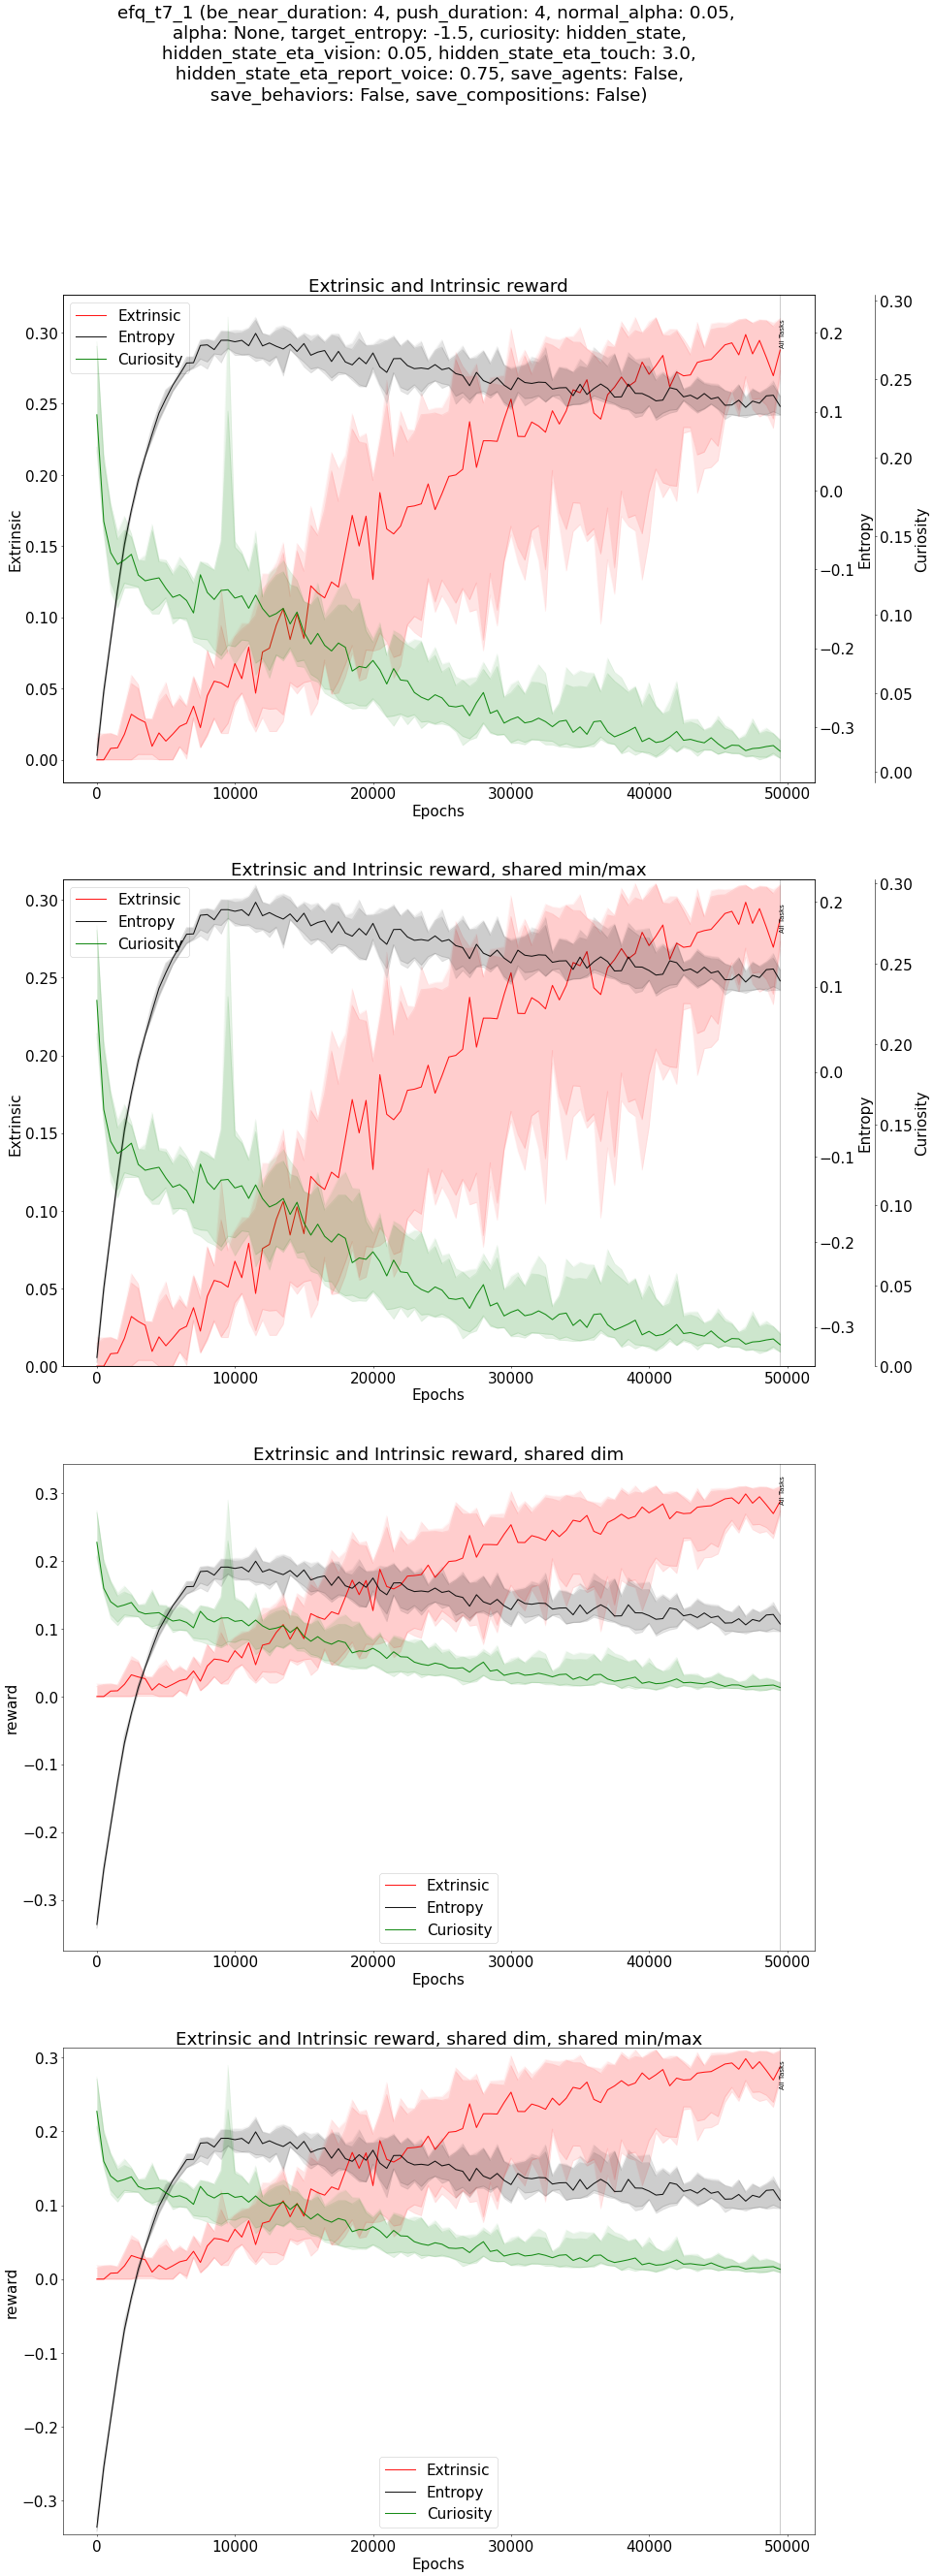 efq_t7_1 (be_near_duration: 4, push_duration: 4, normal_alpha: 0.05,
alpha: None, target_entropy: -1.5, curiosity: hidden_state,
hidden_state_eta_vision: 0.05, hidden_state_eta_touch: 3.0,
hidden_state_eta_report_voice: 0.75, save_agents: False,
save_behaviors: False, save_compositions: False)
Extrinsic and Intrinsic reward
Extrinsic
Entropy
Curiosity
All Tasks
0.30
0.25
0.20
0.15
0.10
0.05
0.00
Extrinsic
0.2
0.1
0.0
−0.1
−0.2
−0.3
Entropy
0.30
0.25
0.20
0.15
0.10
0.05
0.00
Curiosity
0 10000 20000 30000 40000 50000
Epochs
Extrinsic and Intrinsic reward, shared min/max
Extrinsic
Entropy
Curiosity
All Tasks
0.30
0.25
0.20
0.15
0.10
0.05
0.00
Extrinsic
0.2
0.1
0.0
−0.1
−0.2
−0.3
Entropy
0.30
0.25
0.20
0.15
0.10
0.05
0.00
Curiosity
0 10000 20000 30000 40000 50000
Epochs
Extrinsic and Intrinsic reward, shared dim
All Tasks
0.3
0.2
0.1
0.0
−0.1
−0.2
−0.3
reward
Extrinsic
Entropy
Curiosity
0 10000 20000 30000 40000 50000
Epochs
Extrinsic and Intrinsic reward, shared dim, shared min/max
All Tasks
0.3
0.2
0.1
0.0
−0.1
−0.2
−0.3
reward
Extrinsic
Entropy
Curiosity
0 10000 20000 30000 40000 50000
Epochs